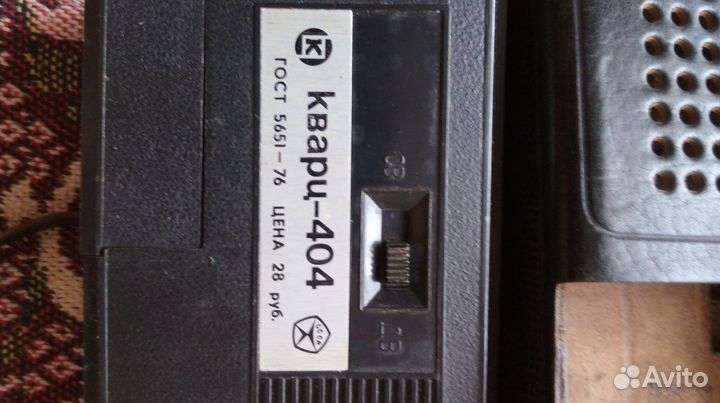 К
Кварц-404
ГОСТ 5651-76 ЦЕНА 28 руб.
СВ
ДВ
Avito